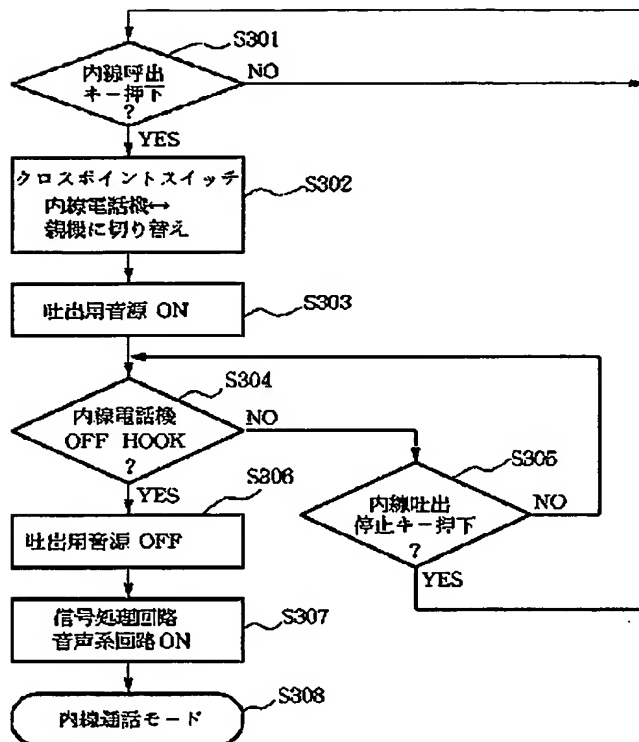 S301
内線呼出
キー押下
?
NO
YES
クロスポイントスイッチ
内線電話機↔
親機に切り替え
S302
吐出用音源 ON
S303
S304
内線電話機
OFF HOOK
?
NO
YES
S305
内線吐出
停止キー押下
?
NO
YES
S306
吐出用音源 OFF
信号処理回路
音声系回路 ON
S307
内線通話モード
S308